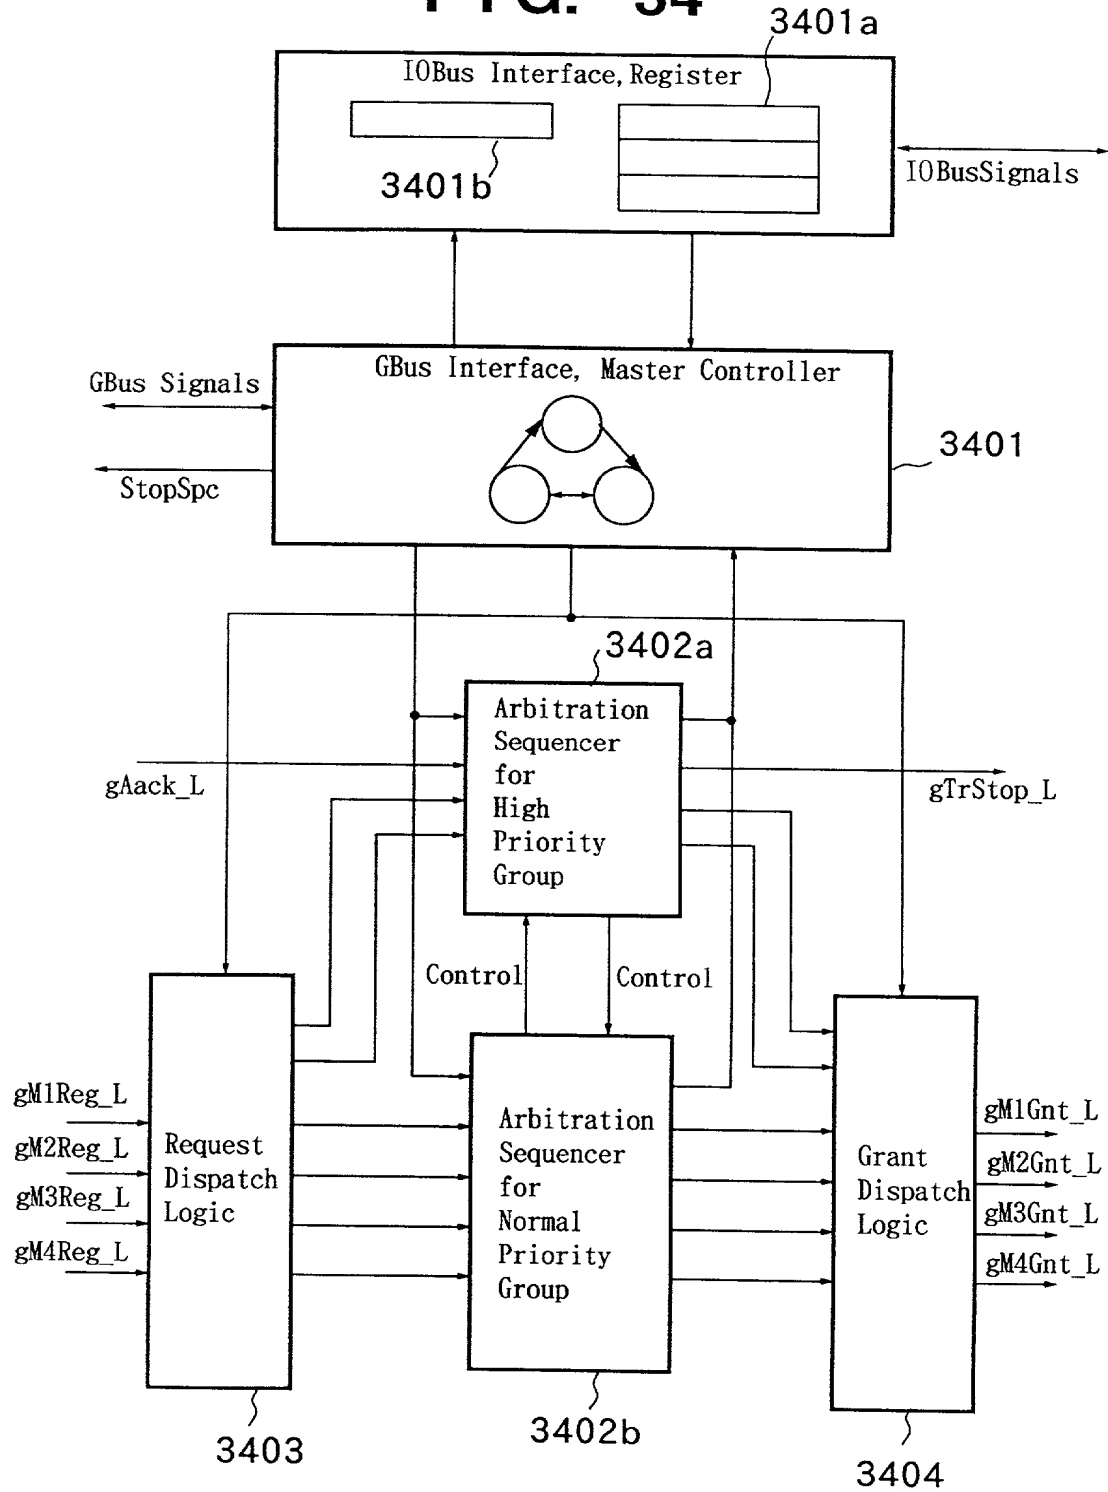 FIG. 34
3401a
IOBus Interface, Register
3401b
IOBusSignals
GBus Interface, Master Controller
GBus Signals
StopSpc
3401
3402a
Arbitration
Sequencer
for
High
Priority
Group
gAack_L
gTrStop_L
Control
Control
gM1Reg_L
gM2Reg_L
gM3Reg_L
gM4Reg_L
Request
Dispatch
Logic
Arbitration
Sequencer
for
Normal
Priority
Group
Grant
Dispatch
Logic
gM1Gnt_L
gM2Gnt_L
gM3Gnt_L
gM4Gnt_L
3403
3402b
3404